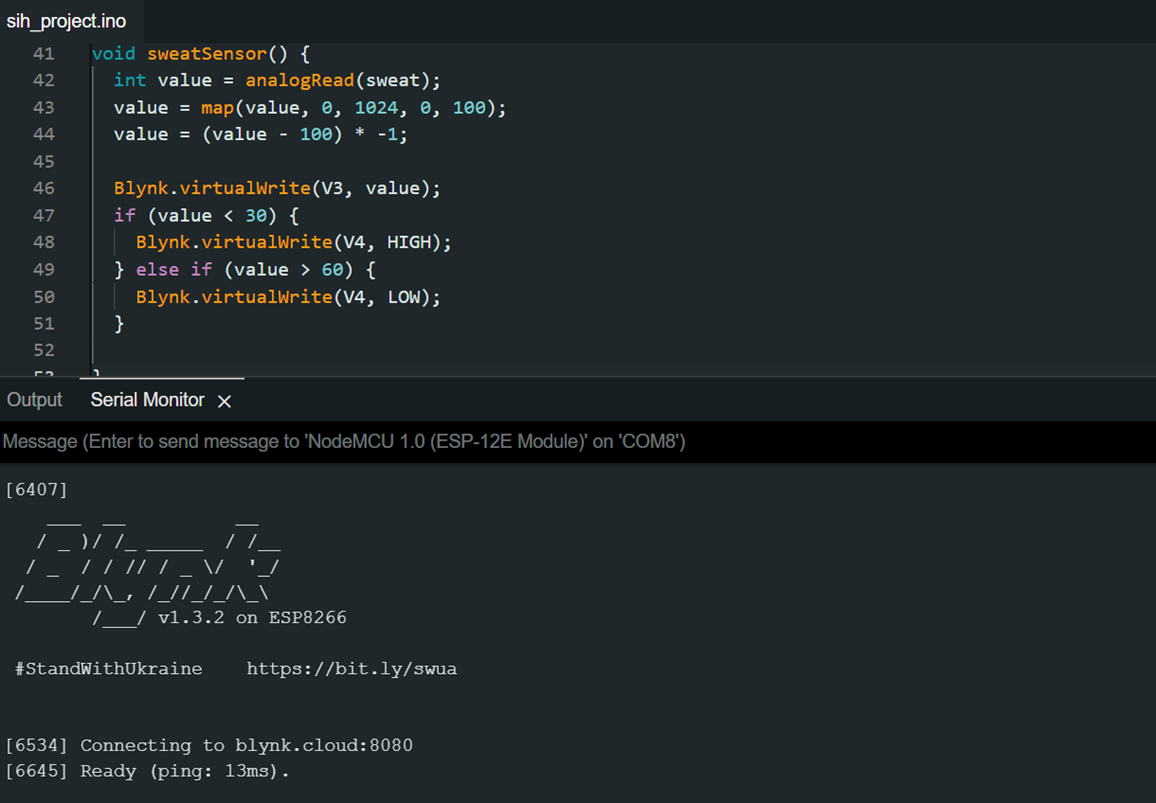 sih_project.ino
41 void sweatSensor() {
42   int value = analogRead(sweat);
43   value = map(value, 0, 1024, 0, 100);
44   value = (value - 100) * -1;
45
46   Blynk.virtualWrite(V3, value);
47   if (value < 30) {
48     Blynk.virtualWrite(V4, HIGH);
49   } else if (value > 60) {
50     Blynk.virtualWrite(V4, LOW);
51   }
52
53 }
Output Serial Monitor ×
Message (Enter to send message to 'NodeMCU 1.0 (ESP-12E Module)' on 'COM8')
[6407]
    ___  __          __
   / _ )/ /_ _____  / /__
  / _  / / // / _ \/  '_/
 /____/_/\_, /_//_/_/\_\
        /___/ v1.3.2 on ESP8266
#StandWithUkraine    https://bit.ly/swua
[6534] Connecting to blynk.cloud:8080
[6645] Ready (ping: 13ms).